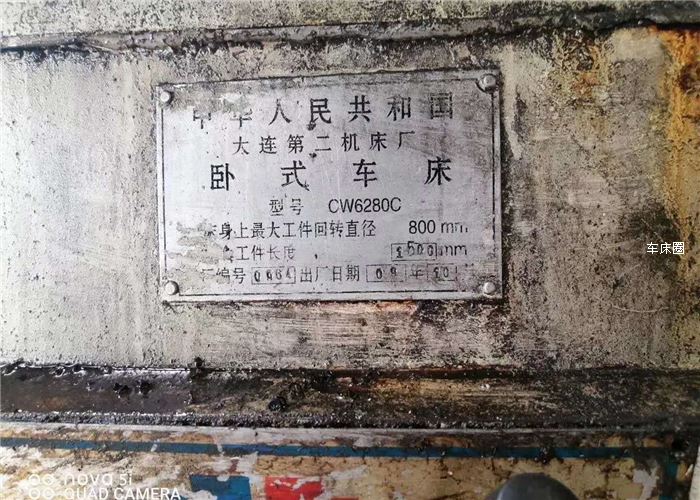 中华人民共和国
大连第二机床厂
卧式车床
型号 CW6280C
床身上最大工件回转直径 800 mm
工件长度 1500 mm
编号 0064 出厂日期 09 年 10
车床圈
nova 5i
QUAD CAMERA